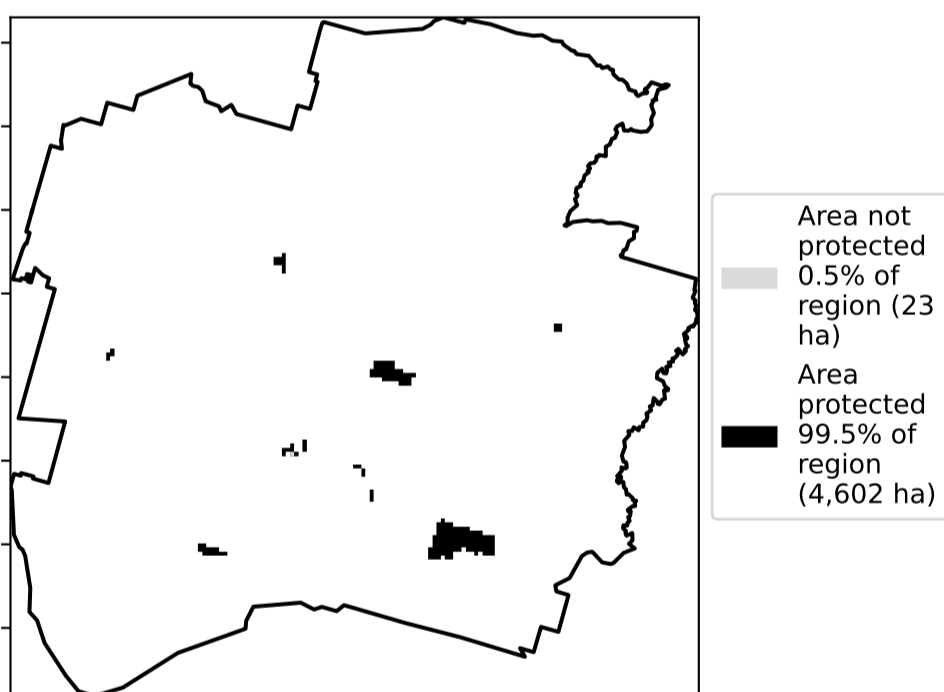 Area not
protected
0.5% of
region (23
ha)
Area
protected
99.5% of
region
(4,602 ha)